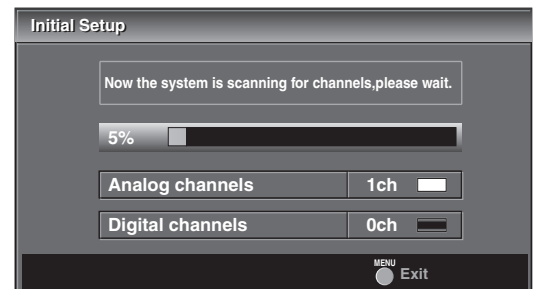 Initial Setup
Now the system is scanning for channels,please wait.
5%
Analog channels 1ch
Digital channels 0ch
MENU
Exit